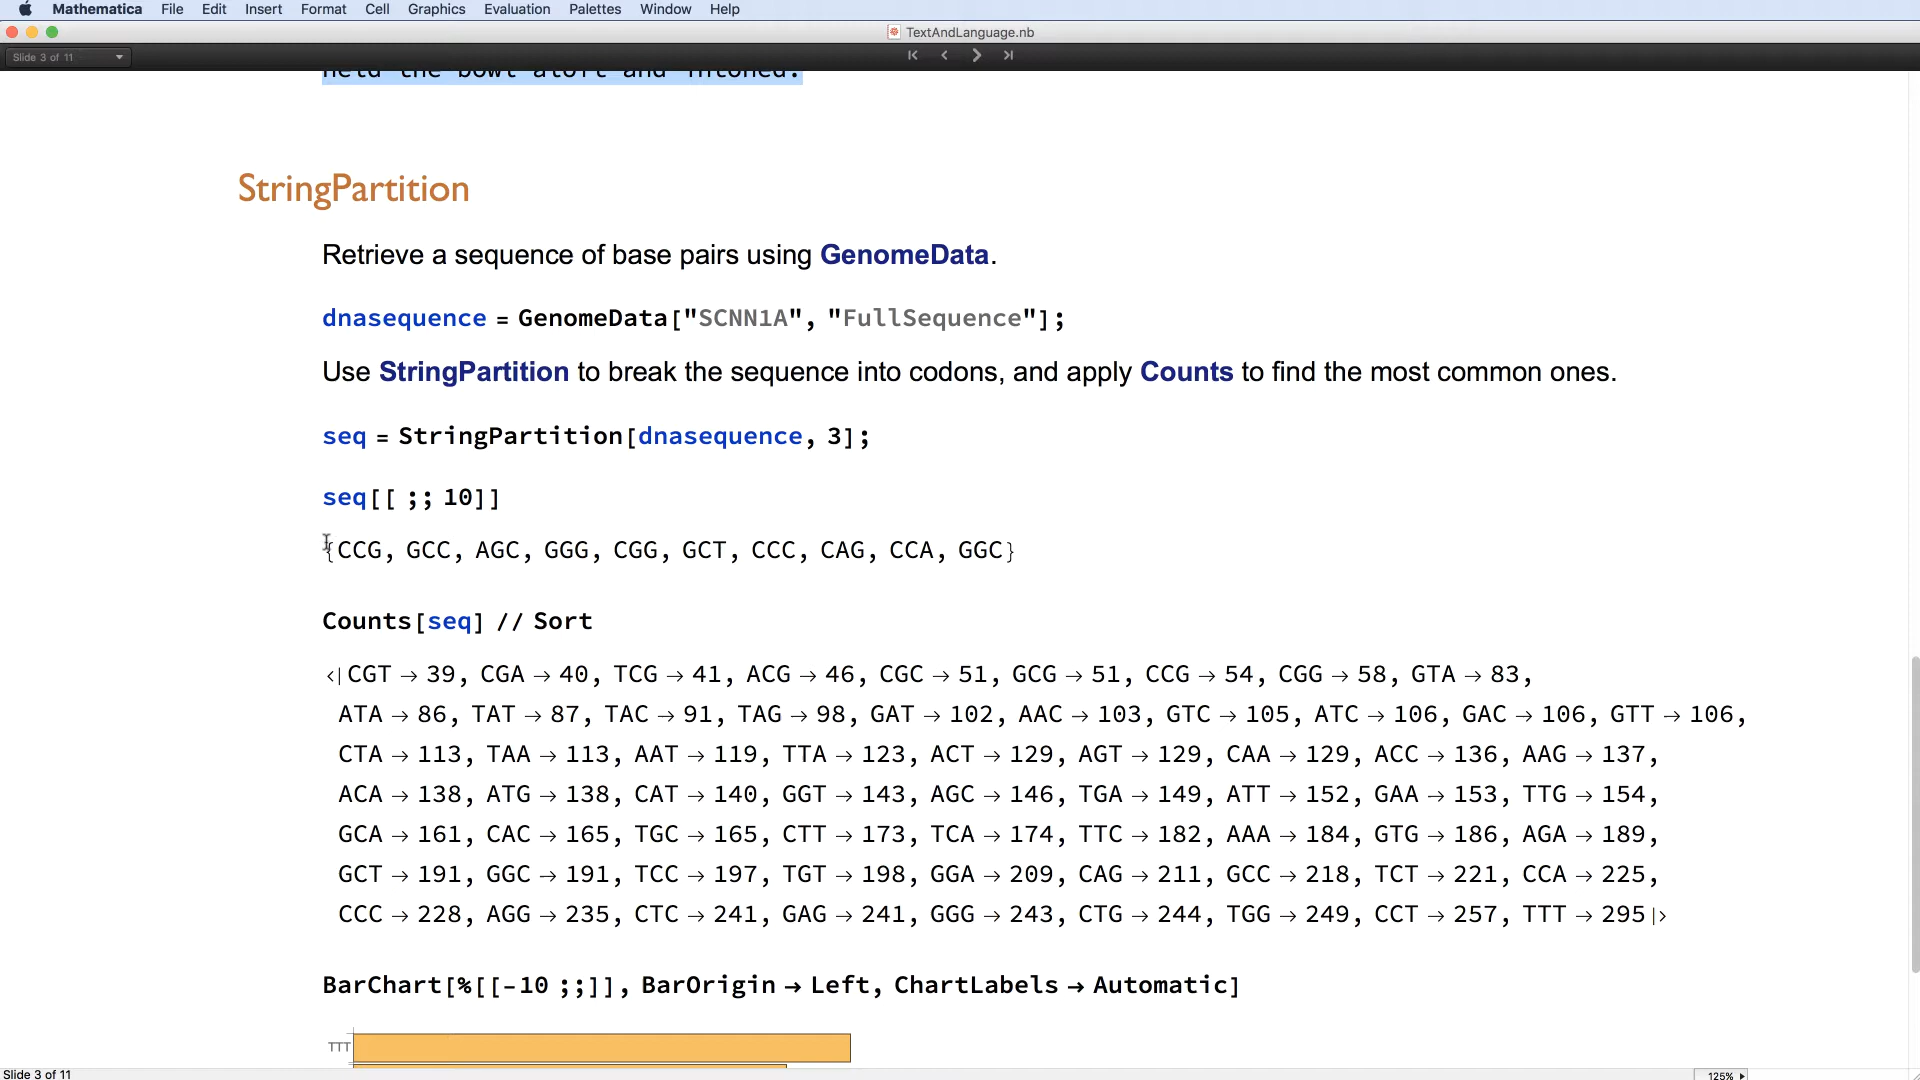 Mathematica File Edit Insert Format Cell Graphics Evaluation Palettes Window Help
TextAndLanguage.nb
Slide 3 of 11
held the bowl aloft and intoned:
StringPartition
Retrieve a sequence of base pairs using GenomeData.
dnasequence = GenomeData["SCNN1A", "FullSequence"];
Use StringPartition to break the sequence into codons, and apply Counts to find the most common ones.
seq = StringPartition[dnasequence, 3];
seq[[ ;; 10]]
{CCG, GCC, AGC, GGG, CGG, GCT, CCC, CAG, CCA, GGC}
Counts[seq] // Sort
<|CGT → 39, CGA → 40, TCG → 41, ACG → 46, CGC → 51, GCG → 51, CCG → 54, CGG → 58, GTA → 83,
ATA → 86, TAT → 87, TAC → 91, TAG → 98, GAT → 102, AAC → 103, GTC → 105, ATC → 106, GAC → 106, GTT → 106,
CTA → 113, TAA → 113, AAT → 119, TTA → 123, ACT → 129, AGT → 129, CAA → 129, ACC → 136, AAG → 137,
ACA → 138, ATG → 138, CAT → 140, GGT → 143, AGC → 146, TGA → 149, ATT → 152, GAA → 153, TTG → 154,
GCA → 161, CAC → 165, TGC → 165, CTT → 173, TCA → 174, TTC → 182, AAA → 184, GTG → 186, AGA → 189,
GCT → 191, GGC → 191, TCC → 197, TGT → 198, GGA → 209, CAG → 211, GCC → 218, TCT → 221, CCA → 225,
CCC → 228, AGG → 235, CTC → 241, GAG → 241, GGG → 243, CTG → 244, TGG → 249, CCT → 257, TTT → 295|>
BarChart[%[[-10 ;;]], BarOrigin → Left, ChartLabels → Automatic]
TTT
Slide 3 of 11
125%